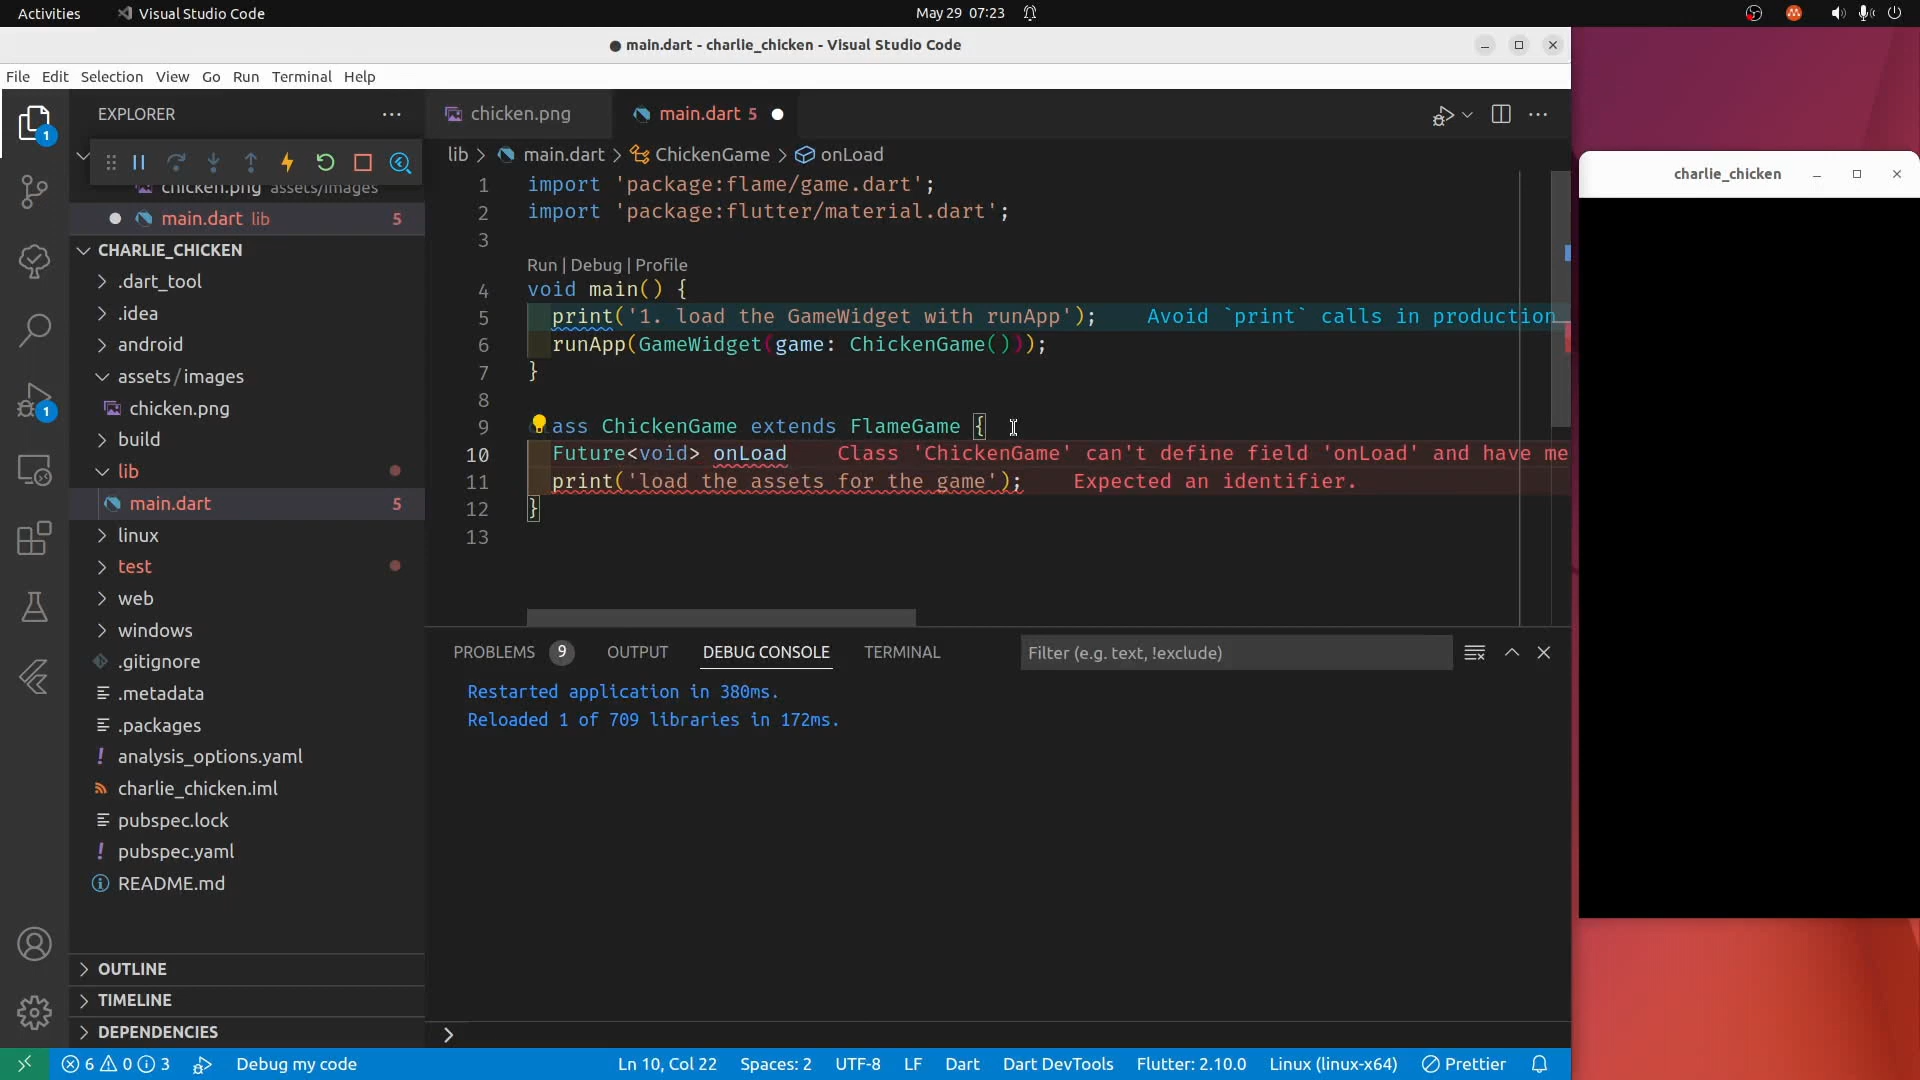 Activities
Visual Studio Code
May 29 07:23
● main.dart - charlie_chicken - Visual Studio Code
File Edit Selection View Go Run Terminal Help
EXPLORER
chicken.png
main.dart 5
lib > main.dart > ChickenGame > onLoad
chicken.png assets/images
main.dart lib 5
CHARLIE_CHICKEN
.dart_tool
.idea
android
assets/images
chicken.png
build
lib
main.dart 5
linux
test
web
windows
.gitignore
.metadata
.packages
analysis_options.yaml
charlie_chicken.iml
pubspec.lock
pubspec.yaml
README.md
OUTLINE
TIMELINE
DEPENDENCIES
1
1
1 import 'package:flame/game.dart';
2 import 'package:flutter/material.dart';
3
Run | Debug | Profile
4 void main() {
5 print('1. load the GameWidget with runApp'); Avoid `print` calls in production
6 runApp(GameWidget(game: ChickenGame()));
7 }
8
9 ass ChickenGame extends FlameGame {
10 Future<void> onLoad Class 'ChickenGame' can't define field 'onLoad' and have me
11 print('load the assets for the game'); Expected an identifier.
12 }
13
PROBLEMS 9 OUTPUT DEBUG CONSOLE TERMINAL
Filter (e.g. text, !exclude)
Restarted application in 380ms.
Reloaded 1 of 709 libraries in 172ms.
6 0 3 Debug my code
Ln 10, Col 22 Spaces: 2 UTF-8 LF Dart Dart DevTools Flutter: 2.10.0 Linux (linux-x64) Prettier
charlie_chicken